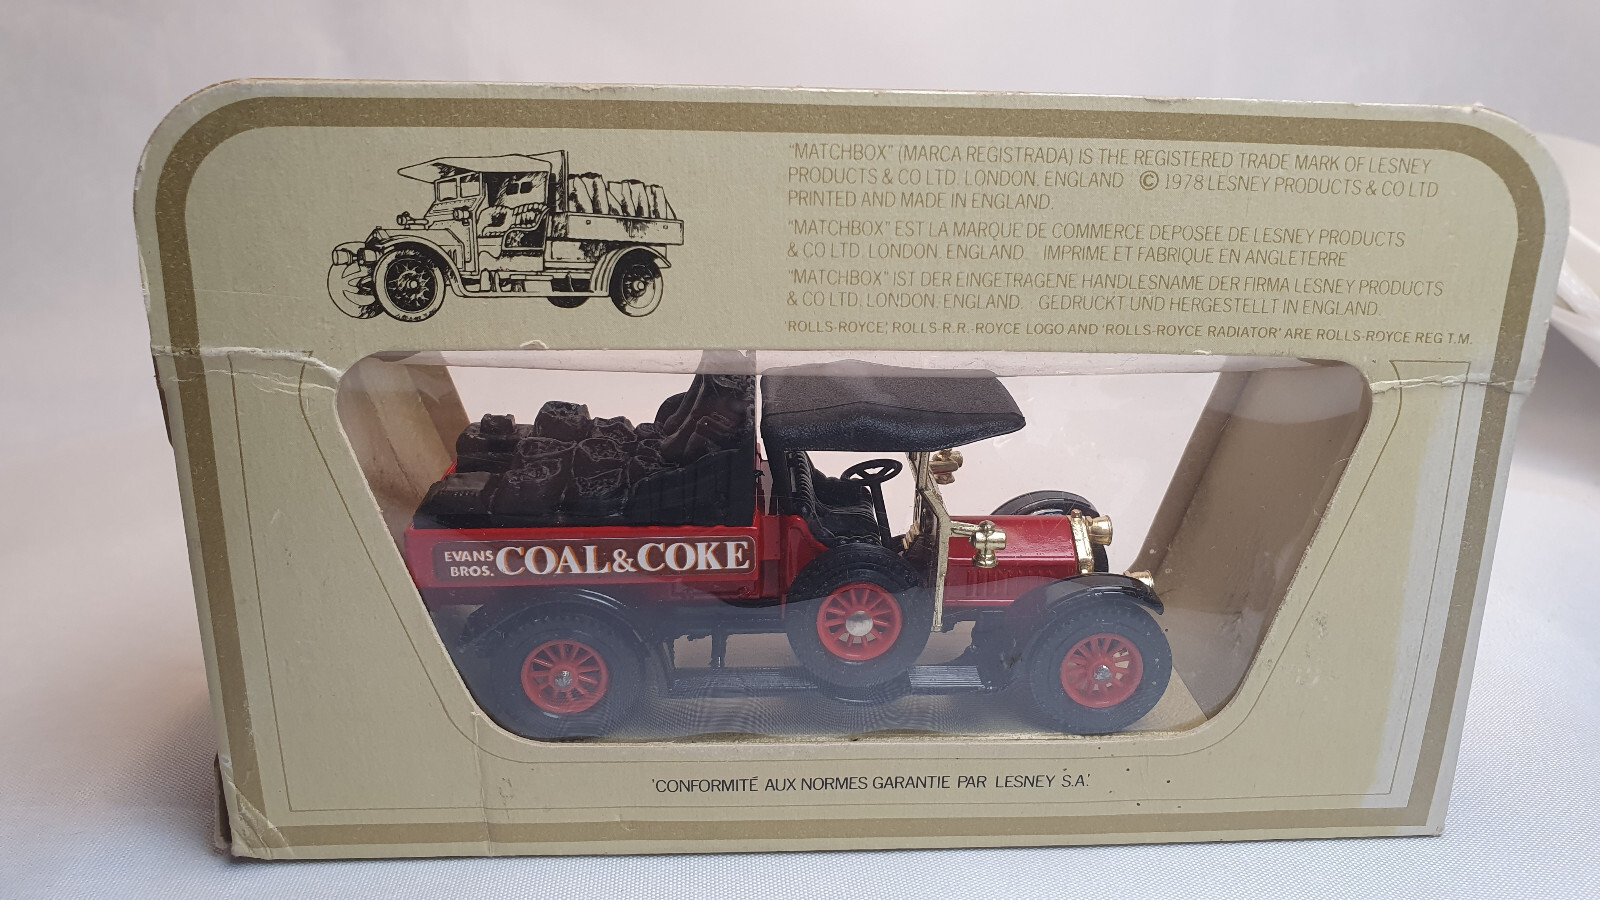 "MATCHBOX" (MARCA REGISTRADA) IS THE REGISTERED TRADE MARK OF LESNEY
PRODUCTS & CO LTD. LONDON. ENGLAND © 1978 LESNEY PRODUCTS & CO LTD
PRINTED AND MADE IN ENGLAND.
"MATCHBOX" EST LA MARQUE DE COMMERCE DEPOSEE DE LESNEY PRODUCTS
& CO LTD. LONDON. ENGLAND. IMPRIME ET FABRIQUE EN ANGLETERRE
"MATCHBOX" IST DER EINGETRAGENE HANDLESNAME DER FIRMA LESNEY PRODUCTS
& CO LTD. LONDON. ENGLAND. GEDRUCKT UND HERGESTELLT IN ENGLAND.
'ROLLS-ROYCE', ROLLS-R.R.-ROYCE LOGO AND 'ROLLS-ROYCE RADIATOR' ARE ROLLS-ROYCE REG T.M.
EVANS BROS. COAL & COKE
'CONFORMITÉ AUX NORMES GARANTIE PAR LESNEY S.A.'